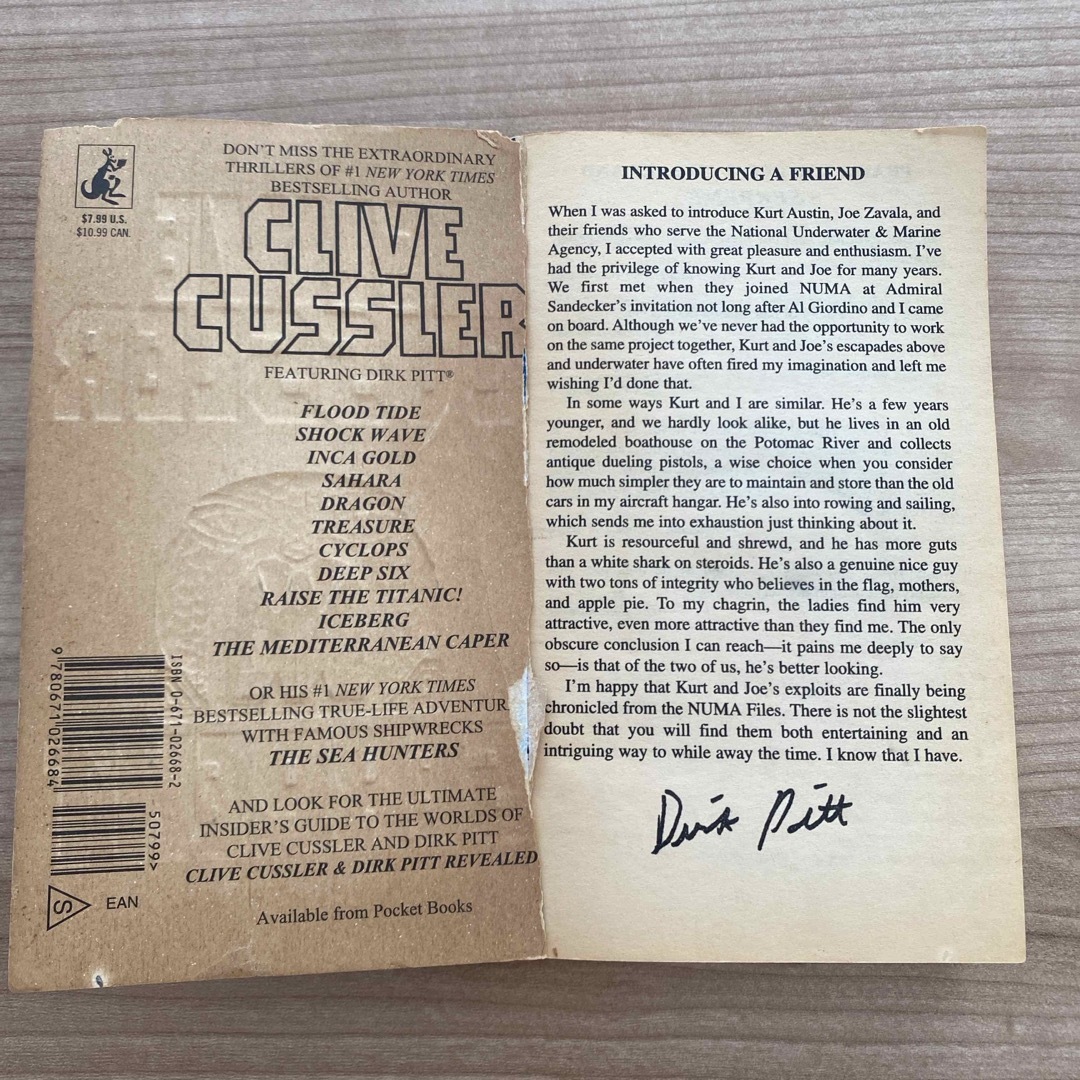 $7.99 U.S.
$10.99 CAN.
DON'T MISS THE EXTRAORDINARY
THRILLERS OF #1 NEW YORK TIMES
BESTSELLING AUTHOR
CLIVE
CUSSLER
FEATURING DIRK PITT®
FLOOD TIDE
SHOCK WAVE
INCA GOLD
SAHARA
DRAGON
TREASURE
CYCLOPS
DEEP SIX
RAISE THE TITANIC!
ICEBERG
THE MEDITERRANEAN CAPER
OR HIS #1 NEW YORK TIMES
BESTSELLING TRUE-LIFE ADVENTUR
WITH FAMOUS SHIPWRECKS
THE SEA HUNTERS
AND LOOK FOR THE ULTIMATE
INSIDER'S GUIDE TO THE WORLDS OF
CLIVE CUSSLER AND DIRK PITT
CLIVE CUSSLER & DIRK PITT REVEALED
Available from Pocket Books
ISBN 0-671-02668-2
9 780671 026684
50799>
S
EAN
INTRODUCING A FRIEND
When I was asked to introduce Kurt Austin, Joe Zavala, and
their friends who serve the National Underwater & Marine
Agency, I accepted with great pleasure and enthusiasm. I've
had the privilege of knowing Kurt and Joe for many years.
We first met when they joined NUMA at Admiral
Sandecker's invitation not long after Al Giordino and I came
on board. Although we've never had the opportunity to work
on the same project together, Kurt and Joe's escapades above
and underwater have often fired my imagination and left me
wishing I'd done that.
In some ways Kurt and I are similar. He's a few years
younger, and we hardly look alike, but he lives in an old
remodeled boathouse on the Potomac River and collects
antique dueling pistols, a wise choice when you consider
how much simpler they are to maintain and store than the old
cars in my aircraft hangar. He's also into rowing and sailing,
which sends me into exhaustion just thinking about it.
Kurt is resourceful and shrewd, and he has more guts
than a white shark on steroids. He's also a genuine nice guy
with two tons of integrity who believes in the flag, mothers,
and apple pie. To my chagrin, the ladies find him very
attractive, even more attractive than they find me. The only
obscure conclusion I can reach—it pains me deeply to say
so—is that of the two of us, he's better looking.
I'm happy that Kurt and Joe's exploits are finally being
chronicled from the NUMA Files. There is not the slightest
doubt that you will find them both entertaining and an
intriguing way to while away the time. I know that I have.
Dirk Pitt